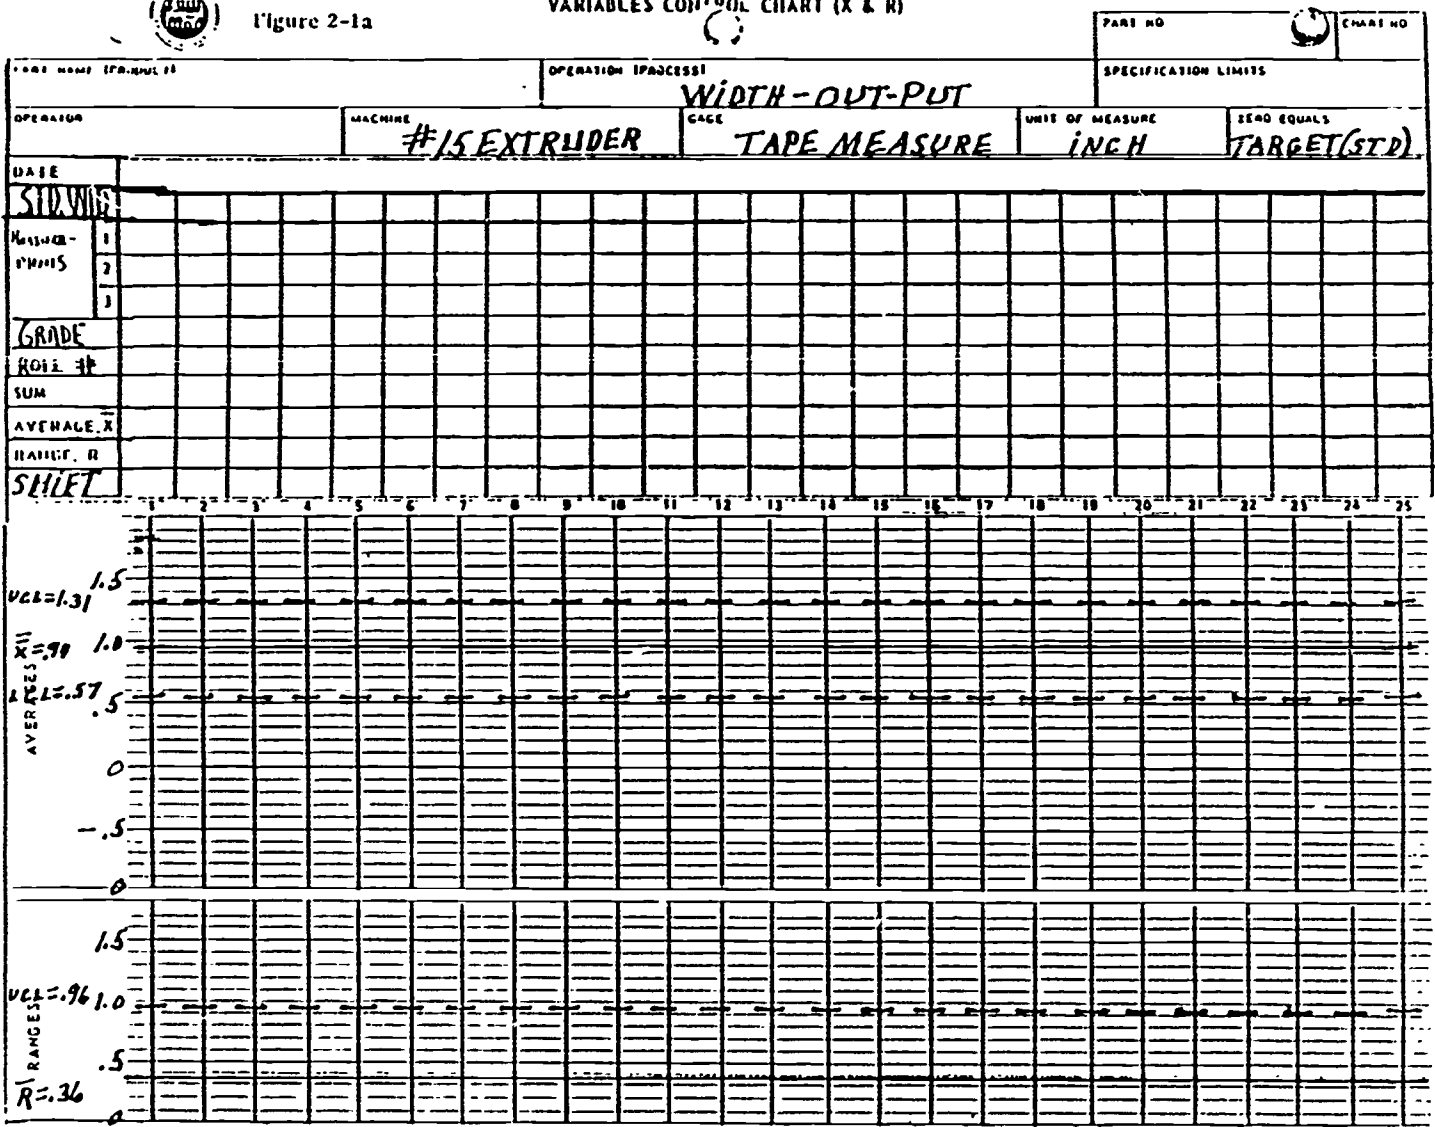 Figure 2-1a
VARIABLES CONTROL CHART (X & R)
PART NO
CHART NO
OPERATION (PROCESS)
WIDTH-OUT-PUT
SPECIFICATION LIMITS
OPERATOR
MACHINE
#15 EXTRUDER
GAGE
TAPE MEASURE
UNIT OF MEASURE
INCH
ZERO EQUALS
TARGET(STD).
DATE
STD.
1
2
3
GRADE
ROLL #
SUM
AVERAGE, X̄
RANGE, R
SHIFT
1 2 3 4 5 6 7 8 9 10 11 12 13 14 15 16 17 18 19 20 21 22 23 24 25
1.5
UCL=1.31
1.0
.5
LCL=.57
AVERAGES
0
-.5
0
1.5
UCL=.96 1.0
RANGES
.5
R̄=.36
0